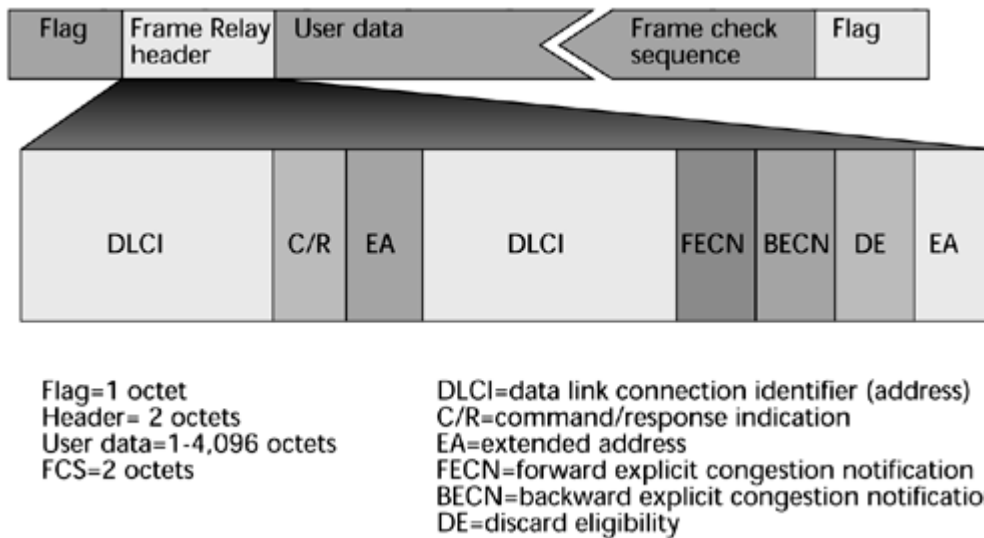 Flag
Frame Relay
header
User data
Frame check
sequence
Flag
DLCI
C/R
EA
DLCI
FECN
BECN
DE
EA
Flag=1 octet
Header= 2 octets
User data=1-4,096 octets
FCS=2 octets
DLCI=data link connection identifier (address)
C/R=command/response indication
EA=extended address
FECN=forward explicit congestion notification
BECN=backward explicit congestion notificatio
DE=discard eligibility